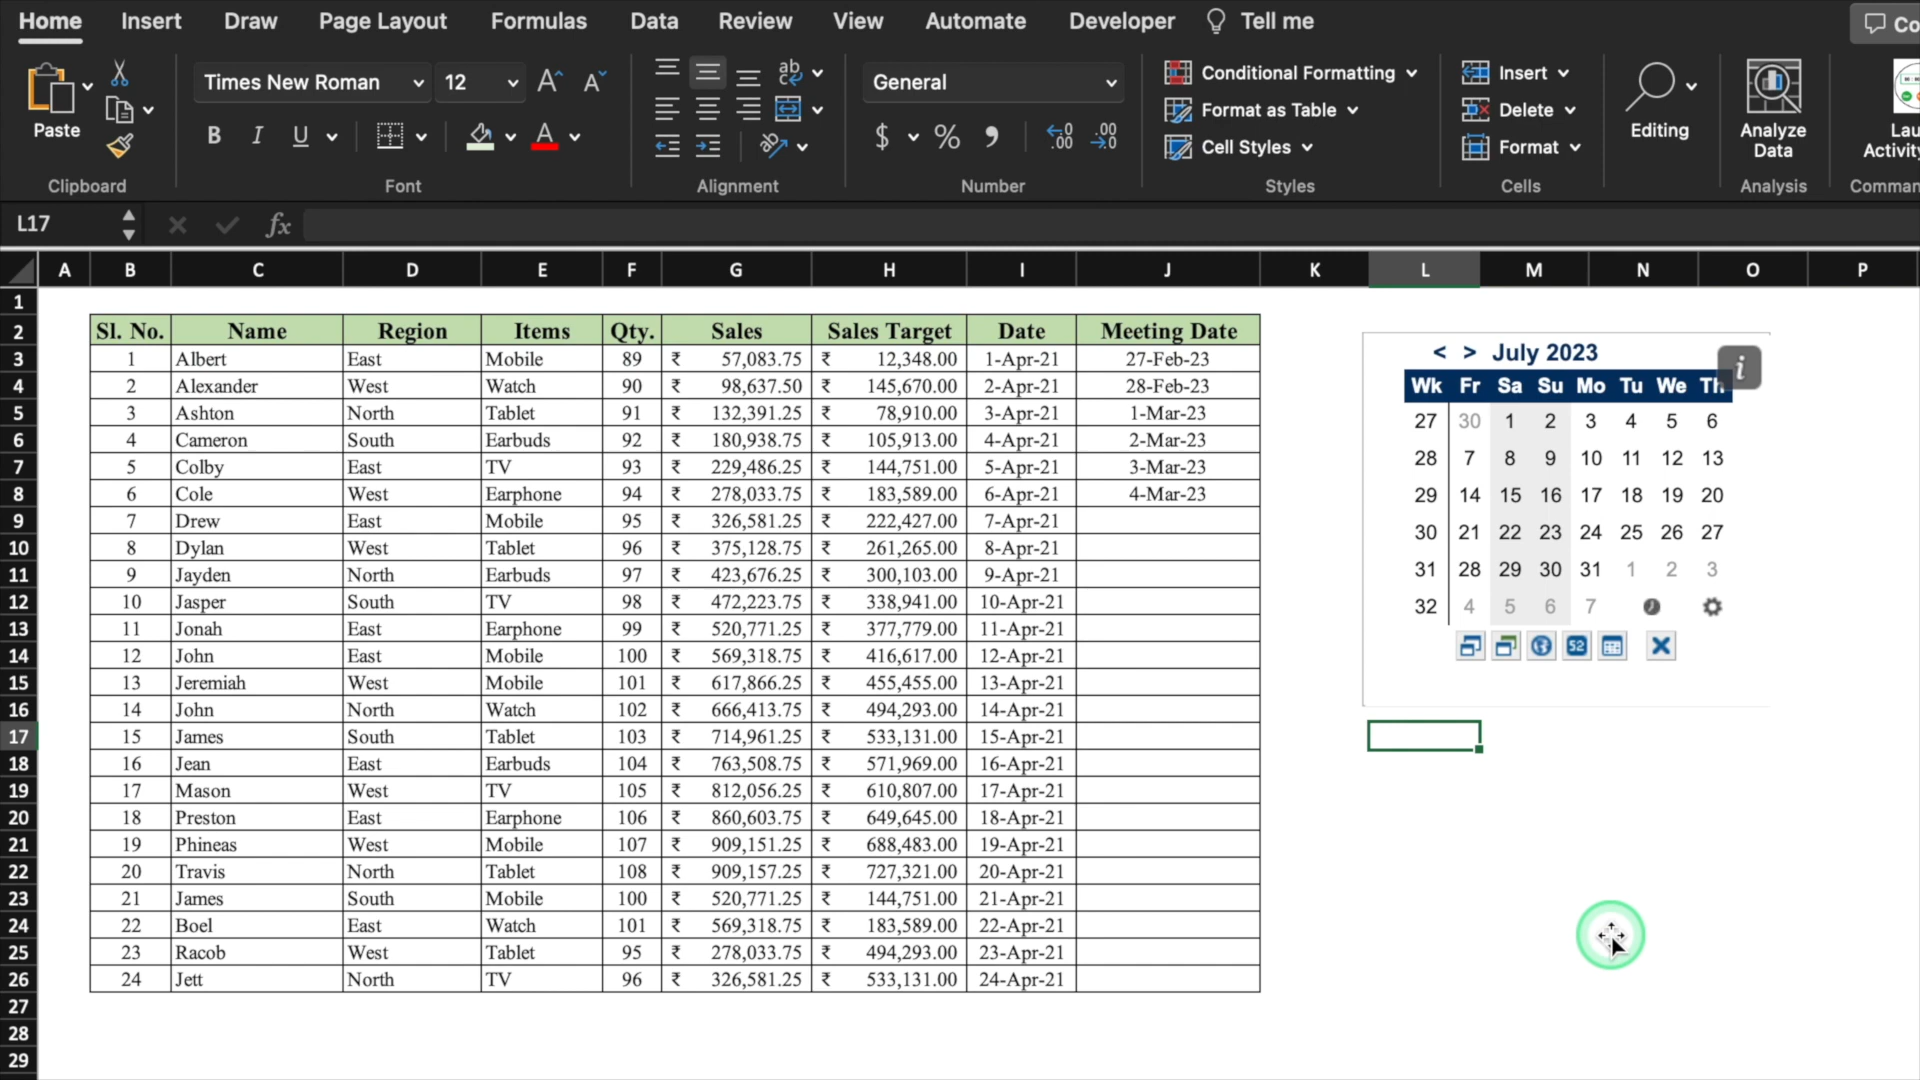 Home Insert Draw Page Layout Formulas Data Review View Automate Developer Tell me
Times New Roman 12 General Conditional Formatting Insert
Format as Table Delete
Paste B I U A $ % Cell Styles Format Editing Analyze Data
Clipboard Font Alignment Number Styles Cells Analysis
L17 fx
A B C D E F G H I J K L M N O P
1
2 Sl. No. Name Region Items Qty. Sales Sales Target Date Meeting Date
3 1 Albert East Mobile 89 ₹ 57,083.75 ₹ 12,348.00 1-Apr-21 27-Feb-23
4 2 Alexander West Watch 90 ₹ 98,637.50 ₹ 145,670.00 2-Apr-21 28-Feb-23
5 3 Ashton North Tablet 91 ₹ 132,391.25 ₹ 78,910.00 3-Apr-21 1-Mar-23
6 4 Cameron South Earbuds 92 ₹ 180,938.75 ₹ 105,913.00 4-Apr-21 2-Mar-23
7 5 Colby East TV 93 ₹ 229,486.25 ₹ 144,751.00 5-Apr-21 3-Mar-23
8 6 Cole West Earphone 94 ₹ 278,033.75 ₹ 183,589.00 6-Apr-21 4-Mar-23
9 7 Drew East Mobile 95 ₹ 326,581.25 ₹ 222,427.00 7-Apr-21
10 8 Dylan West Tablet 96 ₹ 375,128.75 ₹ 261,265.00 8-Apr-21
11 9 Jayden North Earbuds 97 ₹ 423,676.25 ₹ 300,103.00 9-Apr-21
12 10 Jasper South TV 98 ₹ 472,223.75 ₹ 338,941.00 10-Apr-21
13 11 Jonah East Earphone 99 ₹ 520,771.25 ₹ 377,779.00 11-Apr-21
14 12 John East Mobile 100 ₹ 569,318.75 ₹ 416,617.00 12-Apr-21
15 13 Jeremiah West Mobile 101 ₹ 617,866.25 ₹ 455,455.00 13-Apr-21
16 14 John North Watch 102 ₹ 666,413.75 ₹ 494,293.00 14-Apr-21
17 15 James South Tablet 103 ₹ 714,961.25 ₹ 533,131.00 15-Apr-21
18 16 Jean East Earbuds 104 ₹ 763,508.75 ₹ 571,969.00 16-Apr-21
19 17 Mason West TV 105 ₹ 812,056.25 ₹ 610,807.00 17-Apr-21
20 18 Preston East Earphone 106 ₹ 860,603.75 ₹ 649,645.00 18-Apr-21
21 19 Phineas West Mobile 107 ₹ 909,151.25 ₹ 688,483.00 19-Apr-21
22 20 Travis North Tablet 108 ₹ 909,157.25 ₹ 727,321.00 20-Apr-21
23 21 James South Mobile 100 ₹ 520,771.25 ₹ 144,751.00 21-Apr-21
24 22 Boel East Watch 101 ₹ 569,318.75 ₹ 183,589.00 22-Apr-21
25 23 Racob West Tablet 95 ₹ 278,033.75 ₹ 494,293.00 23-Apr-21
26 24 Jett North TV 96 ₹ 326,581.25 ₹ 533,131.00 24-Apr-21
27
28
29
< > July 2023 i
Wk Fr Sa Su Mo Tu We Th
27 30 1 2 3 4 5 6
28 7 8 9 10 11 12 13
29 14 15 16 17 18 19 20
30 21 22 23 24 25 26 27
31 28 29 30 31 1 2 3
32 4 5 6 7
52